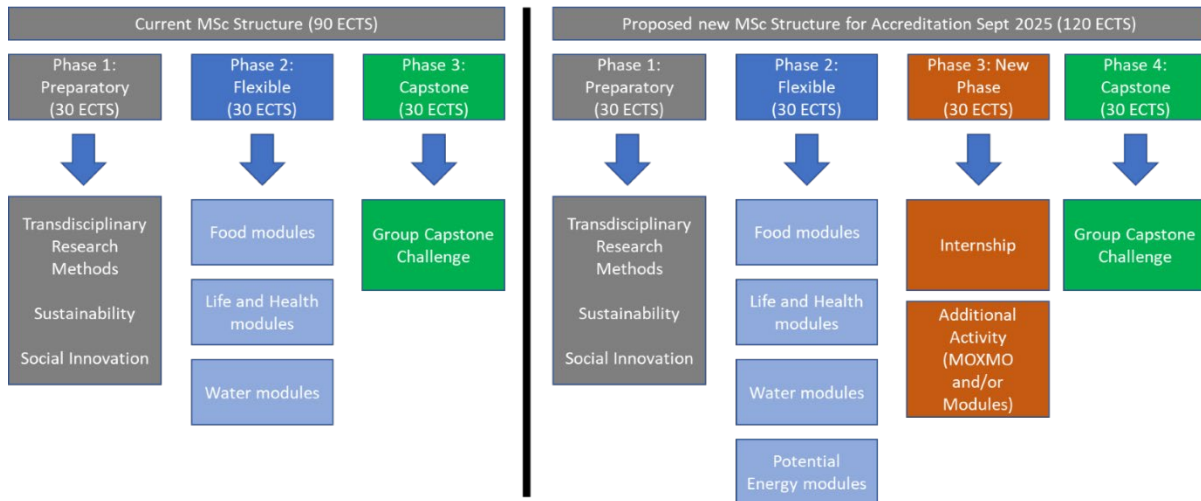 Current MSc Structure (90 ECTS)
Phase 1:
Preparatory
(30 ECTS)
Phase 2:
Flexible
(30 ECTS)
Phase 3:
Capstone
(30 ECTS)
Transdisciplinary
Research
Methods
Sustainability
Social Innovation
Food modules
Life and Health
modules
Water modules
Group Capstone
Challenge
Proposed new MSc Structure for Accreditation Sept 2025 (120 ECTS)
Phase 1:
Preparatory
(30 ECTS)
Phase 2:
Flexible
(30 ECTS)
Phase 3: New
Phase
(30 ECTS)
Phase 4:
Capstone
(30 ECTS)
Transdisciplinary
Research
Methods
Sustainability
Social Innovation
Food modules
Life and Health
modules
Water modules
Potential
Energy modules
Internship
Additional
Activity
(MOXMO
and/or
Modules)
Group Capstone
Challenge